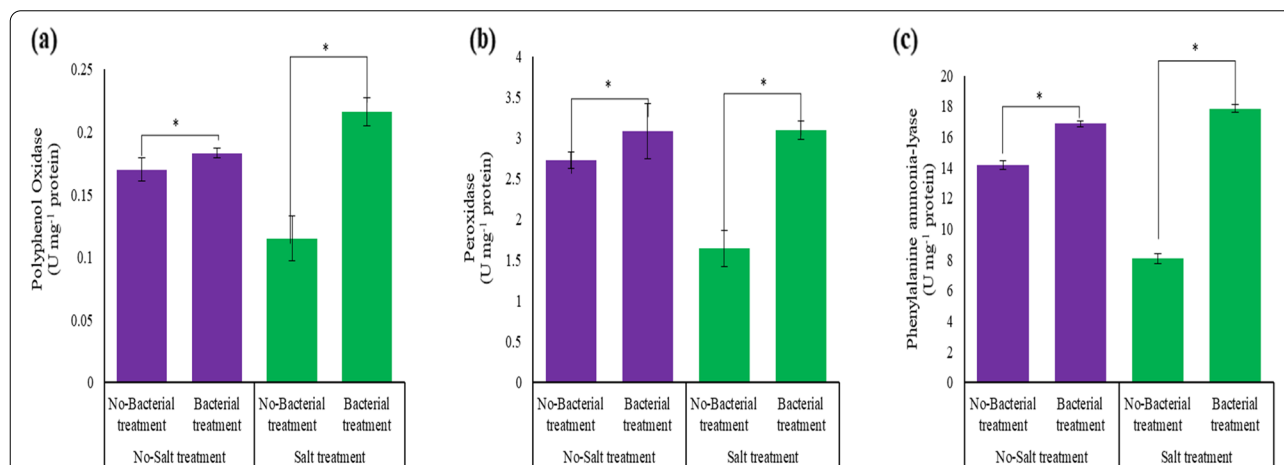 (a)
*
*
0.25
0.2
0.15
0.1
0.05
0
Polyphenol Oxidase
(U mg⁻¹ protein)
No-Bacterial treatment
Bacterial treatment
No-Bacterial treatment
Bacterial treatment
No-Salt treatment
Salt treatment
(b)
*
*
4
3.5
3
2.5
2
1.5
1
0.5
0
Peroxidase
(U mg⁻¹ protein)
No-Bacterial treatment
Bacterial treatment
No-Bacterial treatment
Bacterial treatment
No-Salt treatment
Salt treatment
(c)
*
*
20
18
16
14
12
10
8
6
4
2
0
Phenylalanine ammonia-lyase
(U mg⁻¹ protein)
No-Bacterial treatment
Bacterial treatment
No-Bacterial treatment
Bacterial treatment
No-Salt treatment
Salt treatment